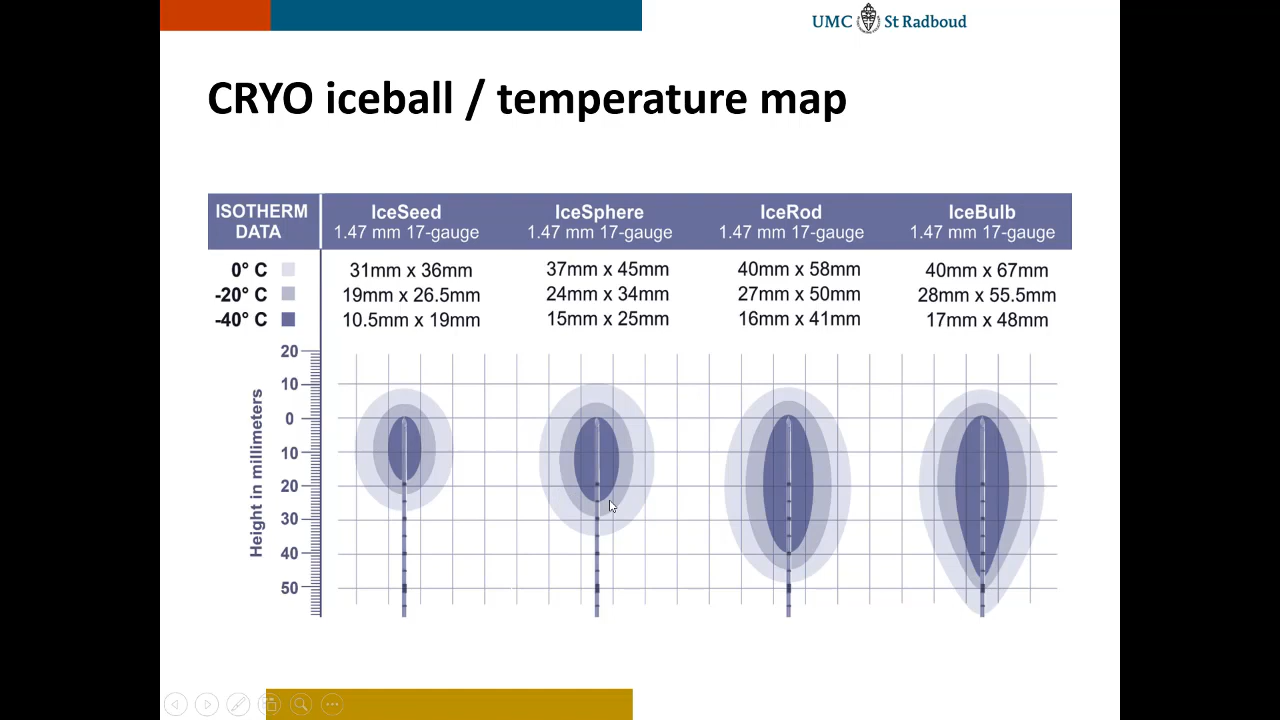 UMC St Radboud
CRYO iceball / temperature map
ISOTHERM DATA IceSeed IceSphere IceRod IceBulb
1.47 mm 17-gauge 1.47 mm 17-gauge 1.47 mm 17-gauge 1.47 mm 17-gauge
0° C 31mm x 36mm 37mm x 45mm 40mm x 58mm 40mm x 67mm
-20° C 19mm x 26.5mm 24mm x 34mm 27mm x 50mm 28mm x 55.5mm
-40° C 10.5mm x 19mm 15mm x 25mm 16mm x 41mm 17mm x 48mm
Height in millimeters
20
10
0
10
20
30
40
50